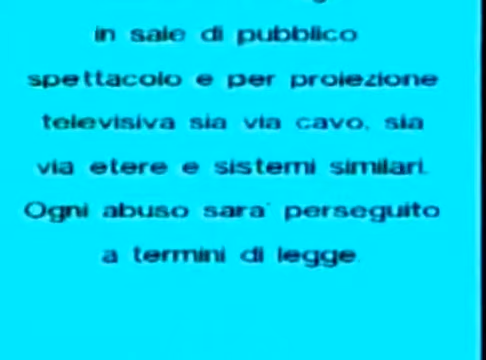 in sale di pubblico
spettacolo e per proiezione
televisiva sia via cavo, sia
via etere e sistemi similari.
Ogni abuso sara' perseguito
a termini di legge